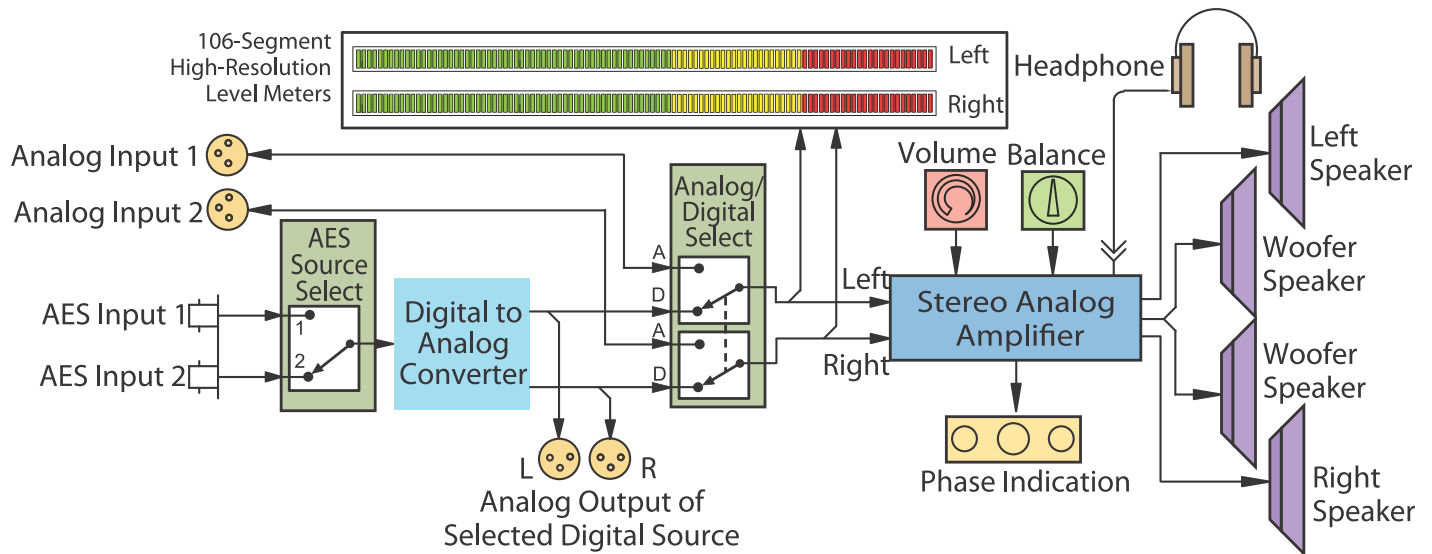 106-Segment
High-Resolution
Level Meters
Left
Right
Headphone
Left
Speaker
Analog Input 1
Analog Input 2
Volume
Balance
Analog/
Digital
Select
AES
Source
Select
A
D
A
D
Left
Right
Woofer
Speaker
AES Input 1
AES Input 2
1
2
Digital to
Analog
Converter
Stereo Analog
Amplifier
Woofer
Speaker
L
R
Analog Output of
Selected Digital Source
Phase Indication
Right
Speaker